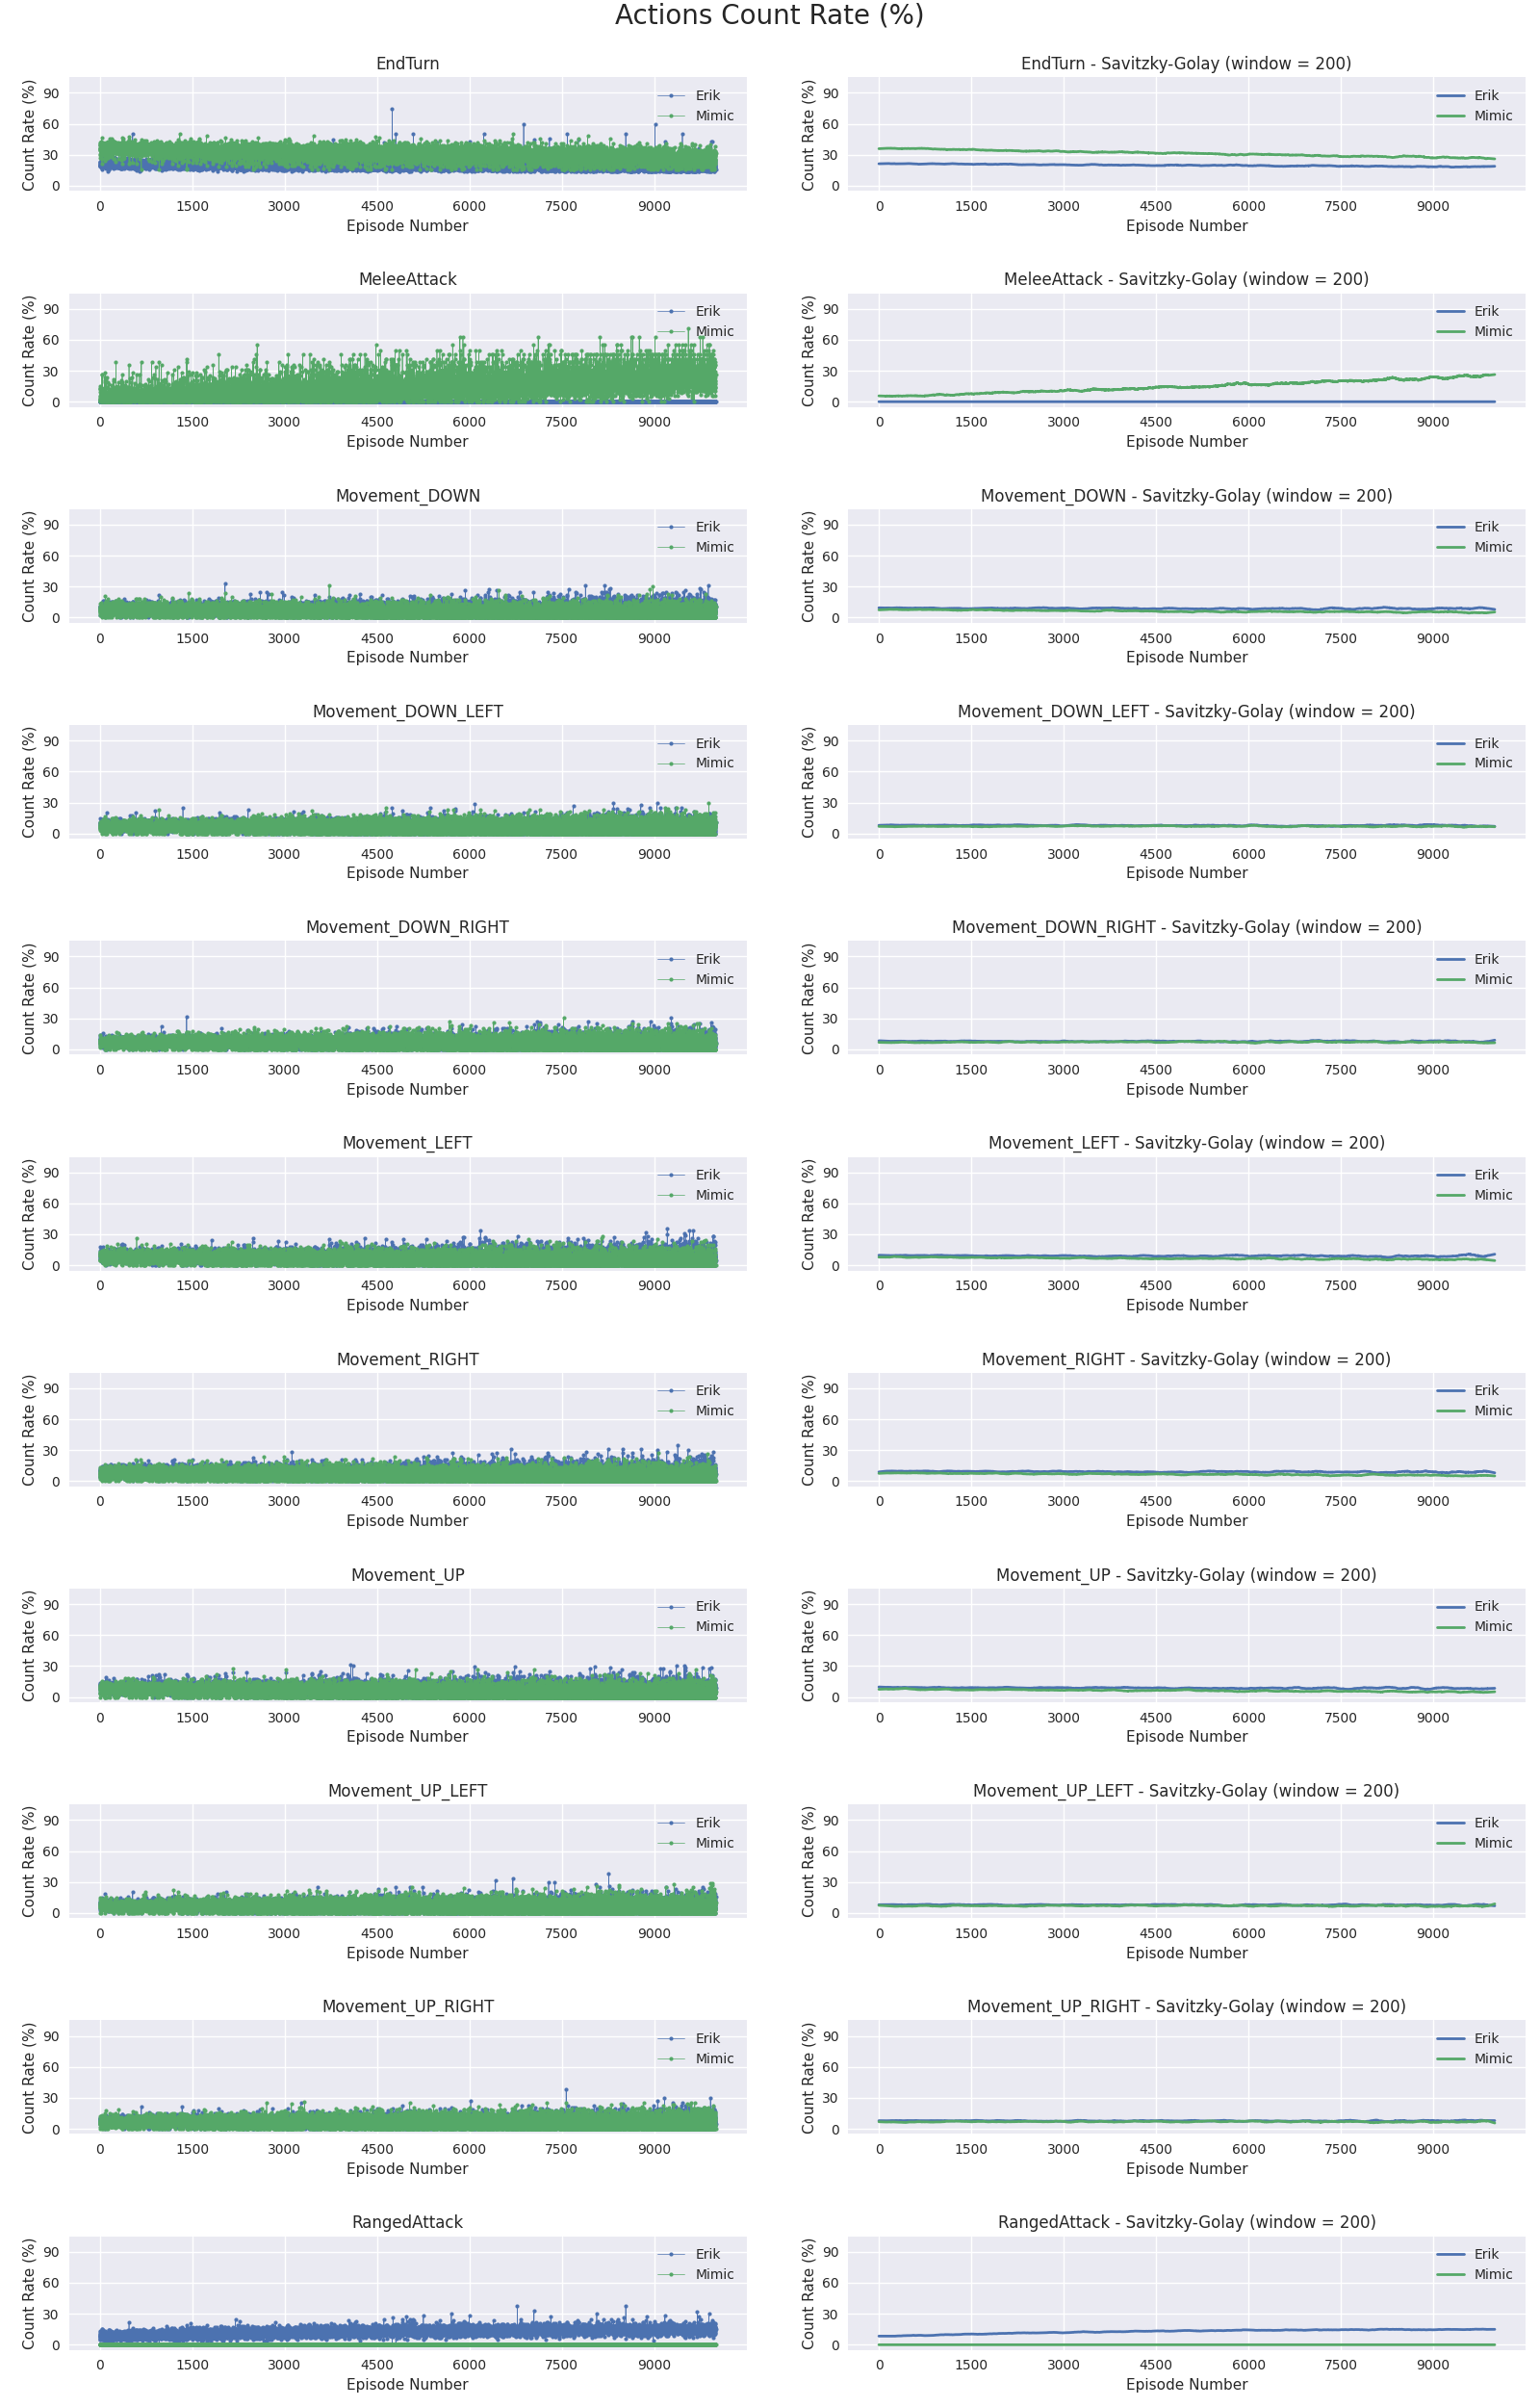 Actions Count Rate (%)
EndTurn
Count Rate (%)
90
60
30
0
Erik
Mimic
0 1500 3000 4500 6000 7500 9000
Episode Number
EndTurn - Savitzky-Golay (window = 200)
Count Rate (%)
90
60
30
0
Erik
Mimic
0 1500 3000 4500 6000 7500 9000
Episode Number
MeleeAttack
Count Rate (%)
90
60
30
0
Erik
Mimic
0 1500 3000 4500 6000 7500 9000
Episode Number
MeleeAttack - Savitzky-Golay (window = 200)
Count Rate (%)
90
60
30
0
Erik
Mimic
0 1500 3000 4500 6000 7500 9000
Episode Number
Movement_DOWN
Count Rate (%)
90
60
30
0
Erik
Mimic
0 1500 3000 4500 6000 7500 9000
Episode Number
Movement_DOWN - Savitzky-Golay (window = 200)
Count Rate (%)
90
60
30
0
Erik
Mimic
0 1500 3000 4500 6000 7500 9000
Episode Number
Movement_DOWN_LEFT
Count Rate (%)
90
60
30
0
Erik
Mimic
0 1500 3000 4500 6000 7500 9000
Episode Number
Movement_DOWN_LEFT - Savitzky-Golay (window = 200)
Count Rate (%)
90
60
30
0
Erik
Mimic
0 1500 3000 4500 6000 7500 9000
Episode Number
Movement_DOWN_RIGHT
Count Rate (%)
90
60
30
0
Erik
Mimic
0 1500 3000 4500 6000 7500 9000
Episode Number
Movement_DOWN_RIGHT - Savitzky-Golay (window = 200)
Count Rate (%)
90
60
30
0
Erik
Mimic
0 1500 3000 4500 6000 7500 9000
Episode Number
Movement_LEFT
Count Rate (%)
90
60
30
0
Erik
Mimic
0 1500 3000 4500 6000 7500 9000
Episode Number
Movement_LEFT - Savitzky-Golay (window = 200)
Count Rate (%)
90
60
30
0
Erik
Mimic
0 1500 3000 4500 6000 7500 9000
Episode Number
Movement_RIGHT
Count Rate (%)
90
60
30
0
Erik
Mimic
0 1500 3000 4500 6000 7500 9000
Episode Number
Movement_RIGHT - Savitzky-Golay (window = 200)
Count Rate (%)
90
60
30
0
Erik
Mimic
0 1500 3000 4500 6000 7500 9000
Episode Number
Movement_UP
Count Rate (%)
90
60
30
0
Erik
Mimic
0 1500 3000 4500 6000 7500 9000
Episode Number
Movement_UP - Savitzky-Golay (window = 200)
Count Rate (%)
90
60
30
0
Erik
Mimic
0 1500 3000 4500 6000 7500 9000
Episode Number
Movement_UP_LEFT
Count Rate (%)
90
60
30
0
Erik
Mimic
0 1500 3000 4500 6000 7500 9000
Episode Number
Movement_UP_LEFT - Savitzky-Golay (window = 200)
Count Rate (%)
90
60
30
0
Erik
Mimic
0 1500 3000 4500 6000 7500 9000
Episode Number
Movement_UP_RIGHT
Count Rate (%)
90
60
30
0
Erik
Mimic
0 1500 3000 4500 6000 7500 9000
Episode Number
Movement_UP_RIGHT - Savitzky-Golay (window = 200)
Count Rate (%)
90
60
30
0
Erik
Mimic
0 1500 3000 4500 6000 7500 9000
Episode Number
RangedAttack
Count Rate (%)
90
60
30
0
Erik
Mimic
0 1500 3000 4500 6000 7500 9000
Episode Number
RangedAttack - Savitzky-Golay (window = 200)
Count Rate (%)
90
60
30
0
Erik
Mimic
0 1500 3000 4500 6000 7500 9000
Episode Number